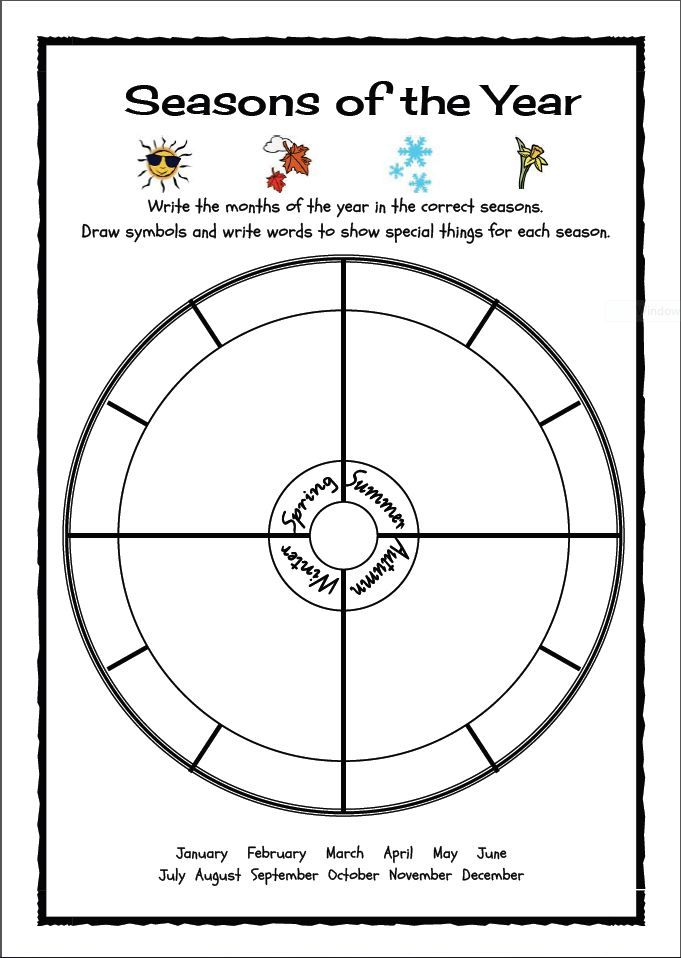 Seasons of the Year
Write the months of the year in the correct seasons.
Draw symbols and write words to show special things for each season.
Spring
Summer
Winter
Autumn
January February March April May June
July August September October November December